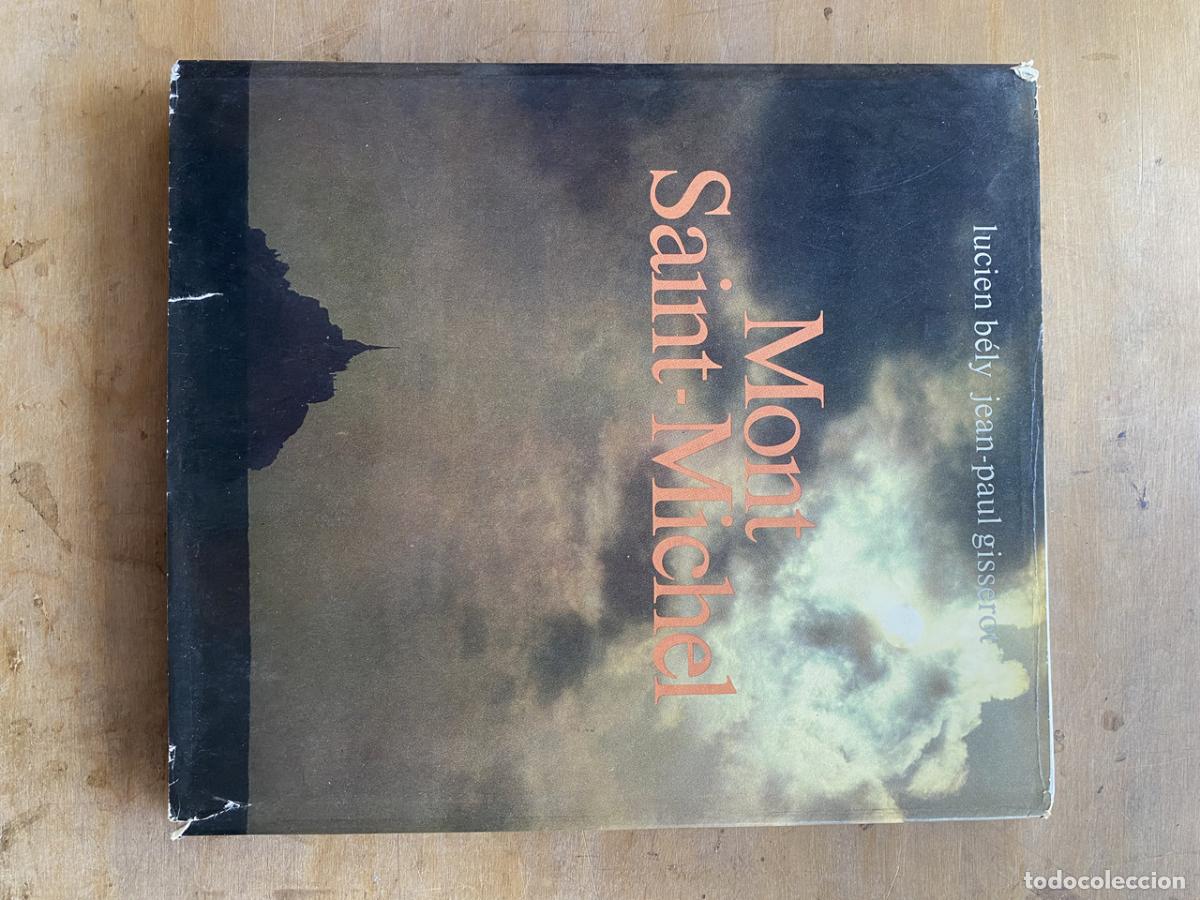 lucien bély jean-paul gisserot
Mont
Saint-Michel
todocoleccion